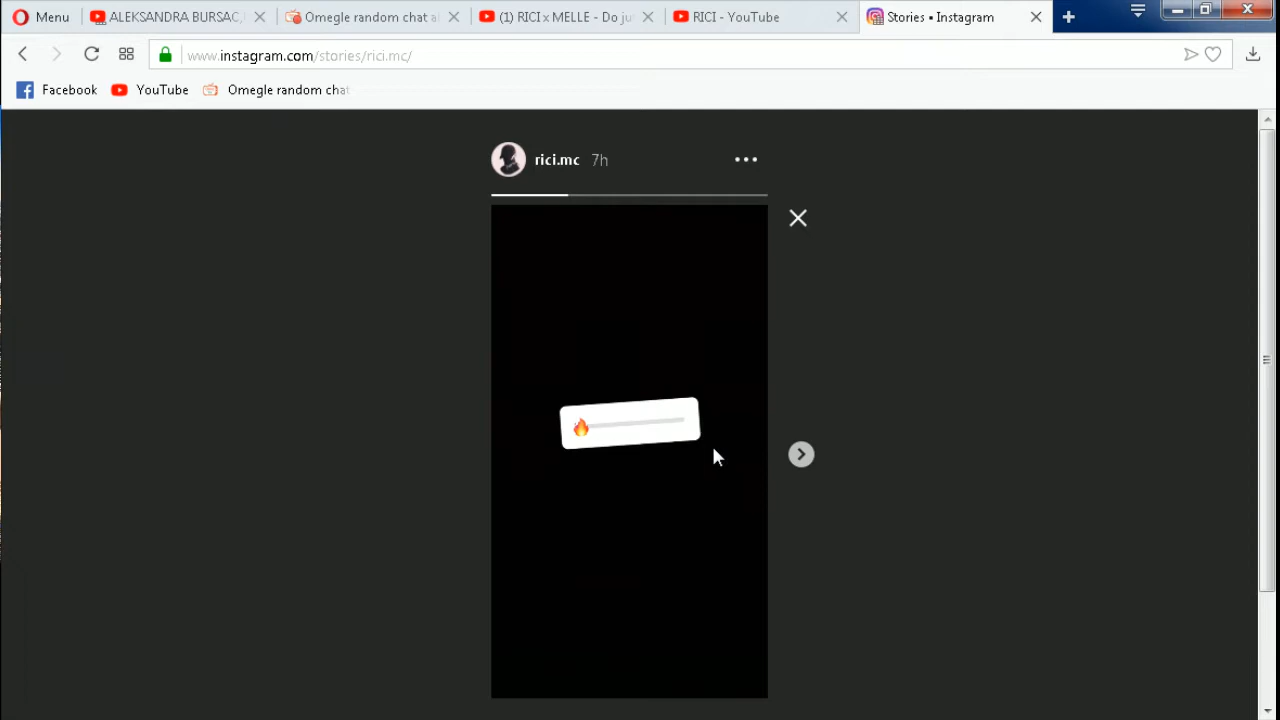 Menu
ALEKSANDRA BURSAC,
Omegle random chat
(1) RICI x MELLE - Do ju
RICI - YouTube
Stories • Instagram
www.instagram.com/stories/rici.mc/
Facebook
YouTube
Omegle random chat
rici.mc 7h